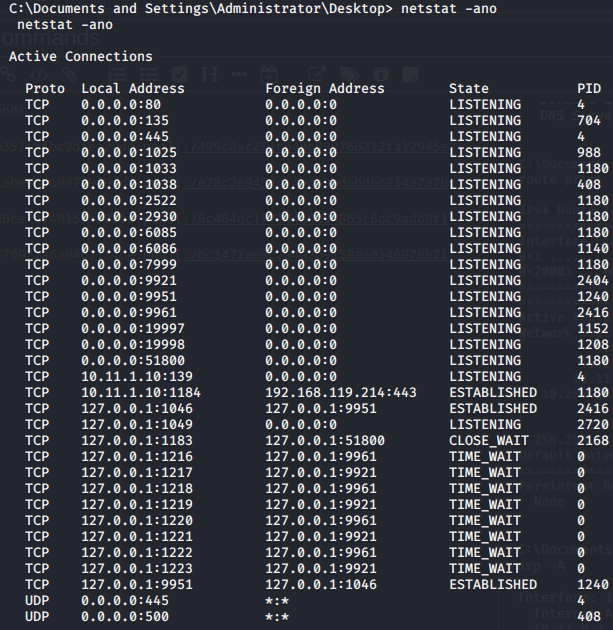 C:\Documents and Settings\Administrator\Desktop> netstat -ano
netstat -ano
Active Connections
Proto Local Address Foreign Address State PID
TCP 0.0.0.0:80 0.0.0.0:0 LISTENING 4
TCP 0.0.0.0:135 0.0.0.0:0 LISTENING 704
TCP 0.0.0.0:445 0.0.0.0:0 LISTENING 4
TCP 0.0.0.0:1025 0.0.0.0:0 LISTENING 988
TCP 0.0.0.0:1033 0.0.0.0:0 LISTENING 1180
TCP 0.0.0.0:1038 0.0.0.0:0 LISTENING 408
TCP 0.0.0.0:2522 0.0.0.0:0 LISTENING 1180
TCP 0.0.0.0:2930 0.0.0.0:0 LISTENING 1180
TCP 0.0.0.0:6085 0.0.0.0:0 LISTENING 1180
TCP 0.0.0.0:6086 0.0.0.0:0 LISTENING 1140
TCP 0.0.0.0:7999 0.0.0.0:0 LISTENING 1180
TCP 0.0.0.0:9921 0.0.0.0:0 LISTENING 2404
TCP 0.0.0.0:9951 0.0.0.0:0 LISTENING 1240
TCP 0.0.0.0:9961 0.0.0.0:0 LISTENING 2416
TCP 0.0.0.0:19997 0.0.0.0:0 LISTENING 1152
TCP 0.0.0.0:19998 0.0.0.0:0 LISTENING 1208
TCP 0.0.0.0:51800 0.0.0.0:0 LISTENING 1180
TCP 10.11.1.10:139 0.0.0.0:0 LISTENING 4
TCP 10.11.1.10:1184 192.168.119.214:443 ESTABLISHED 1180
TCP 127.0.0.1:1046 127.0.0.1:9951 ESTABLISHED 2416
TCP 127.0.0.1:1049 0.0.0.0:0 LISTENING 2720
TCP 127.0.0.1:1183 127.0.0.1:51800 CLOSE_WAIT 2168
TCP 127.0.0.1:1216 127.0.0.1:9961 TIME_WAIT 0
TCP 127.0.0.1:1217 127.0.0.1:9921 TIME_WAIT 0
TCP 127.0.0.1:1218 127.0.0.1:9961 TIME_WAIT 0
TCP 127.0.0.1:1219 127.0.0.1:9921 TIME_WAIT 0
TCP 127.0.0.1:1220 127.0.0.1:9961 TIME_WAIT 0
TCP 127.0.0.1:1221 127.0.0.1:9921 TIME_WAIT 0
TCP 127.0.0.1:1222 127.0.0.1:9961 TIME_WAIT 0
TCP 127.0.0.1:1223 127.0.0.1:9921 TIME_WAIT 0
TCP 127.0.0.1:9951 127.0.0.1:1046 ESTABLISHED 1240
UDP 0.0.0.0:445 *:* 4
UDP 0.0.0.0:500 *:* 408